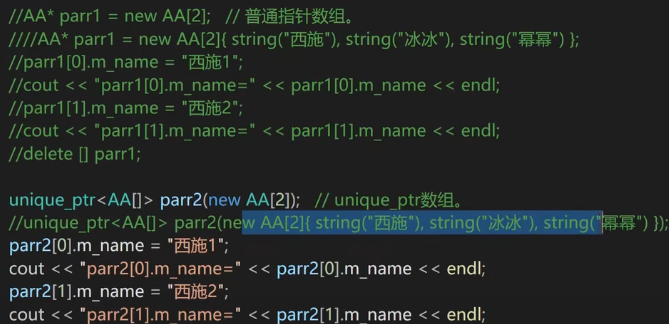 //AA* parr1 = new AA[2];   // 普通指针数组。
////AA* parr1 = new AA[2]{ string("西施"), string("冰冰"), string("幂幂") };
//parr1[0].m_name = "西施1";
//cout << "parr1[0].m_name=" << parr1[0].m_name << endl;
//parr1[1].m_name = "西施2";
//cout << "parr1[1].m_name=" << parr1[1].m_name << endl;
//delete [] parr1;
unique_ptr<AA[]> parr2(new AA[2]);   // unique_ptr数组。
//unique_ptr<AA[]> parr2(new AA[2]{ string("西施"), string("冰冰"), string("幂幂") });
parr2[0].m_name = "西施1";
cout << "parr2[0].m_name=" << parr2[0].m_name << endl;
parr2[1].m_name = "西施2";
cout << "parr2[1].m_name=" << parr2[1].m_name << endl;